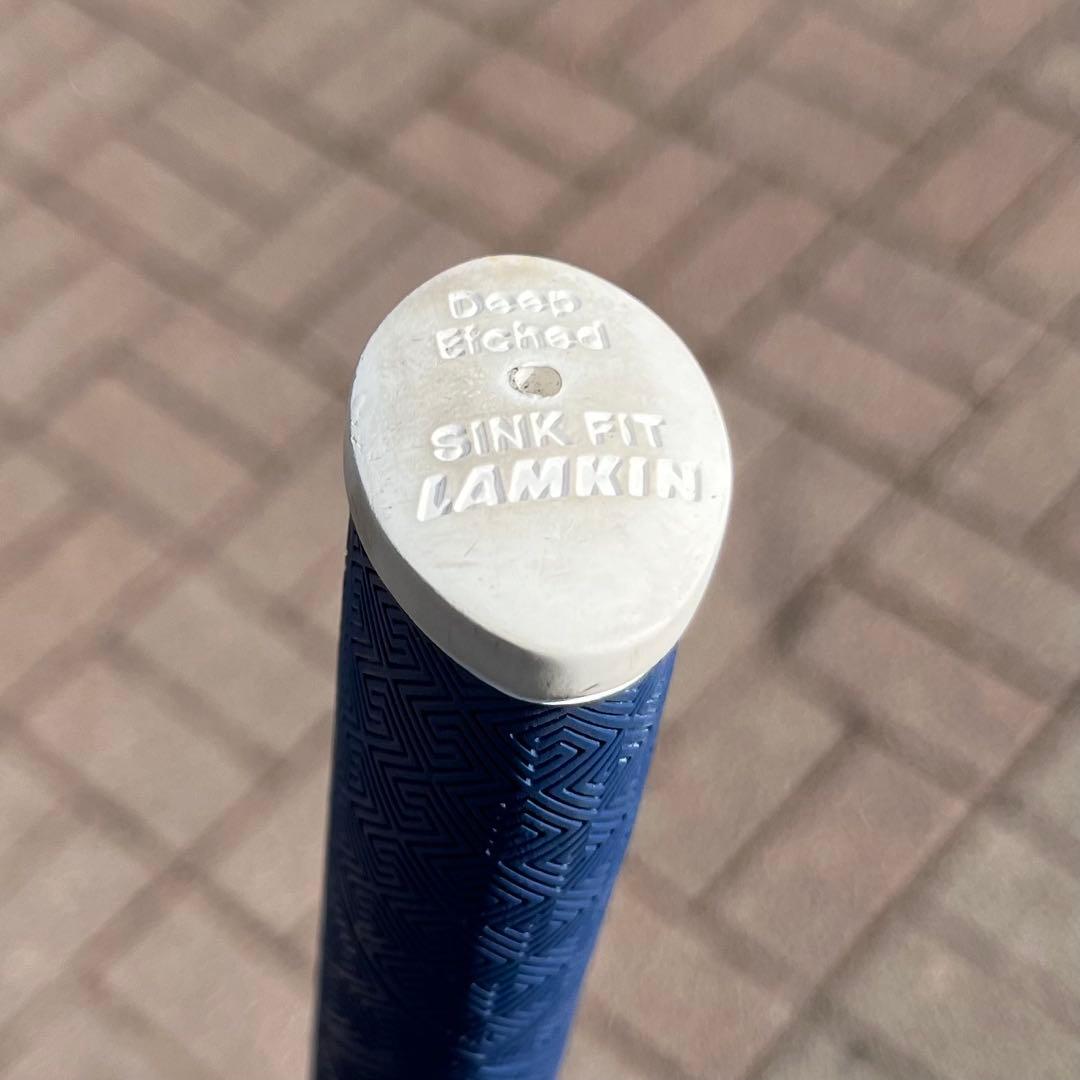 Deep
Etched
SINK FIT
LAMKIN